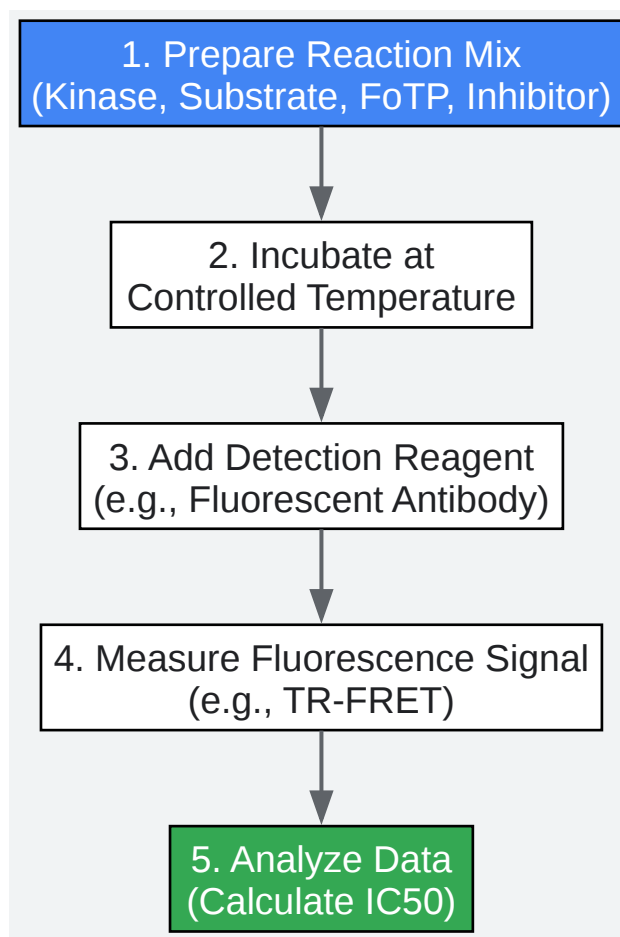 1. Prepare Reaction Mix
(Kinase, Substrate, FoTP, Inhibitor)
2. Incubate at
Controlled Temperature
3. Add Detection Reagent
(e.g., Fluorescent Antibody)
4. Measure Fluorescence Signal
(e.g., TR-FRET)
5. Analyze Data
(Calculate IC50)